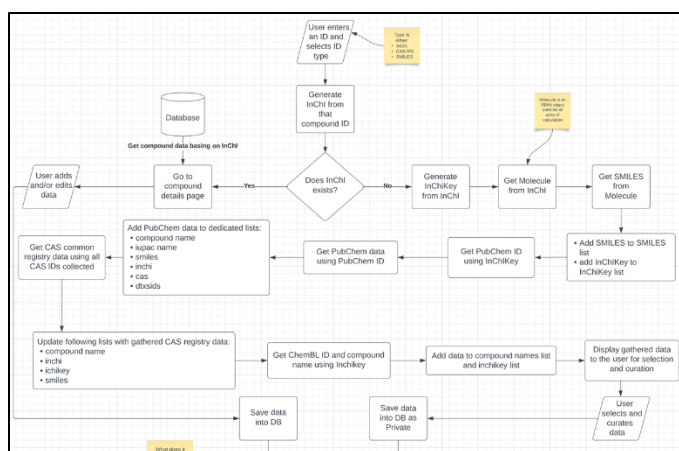 User enters
an ID and
selects ID
type
Type is
either
• INCHI
• CAS RN
• SMILES
Generate
InChI from
that
compound ID
Database
Molecule is an
Get compound data basing on InChI
User adds
and/or edits
data
Go to
compound
details page
Yes
Does InChI
exists?
No
Generate
InChiKey
from InChI
Get Molecule
from InChI
Get SMILES
from
Molecule
Get CAS common
registry data using all
CAS IDs collected
Add PubChem data to dedicated lists:
• compound name
• iupac name
• smiles
• inchi
• cas
• dtxsids
Get PubChem data
using PubChem ID
Get PubChem ID
using InChIKey
• Add SMILES to SMILES
list
• add InChIKey to
InChiKey list
Update following lists with gathered CAS registry data:
• compound name
• inchi
• ichikey
• smiles
Get ChemBL ID and compound
name using Inchikey
Add data to compound names list
and inchikey list
Display gathered data
to the user for selection
and curation
Save data
into DB
Save data
into DB as
Private
User
selects and
curates
data
What does it